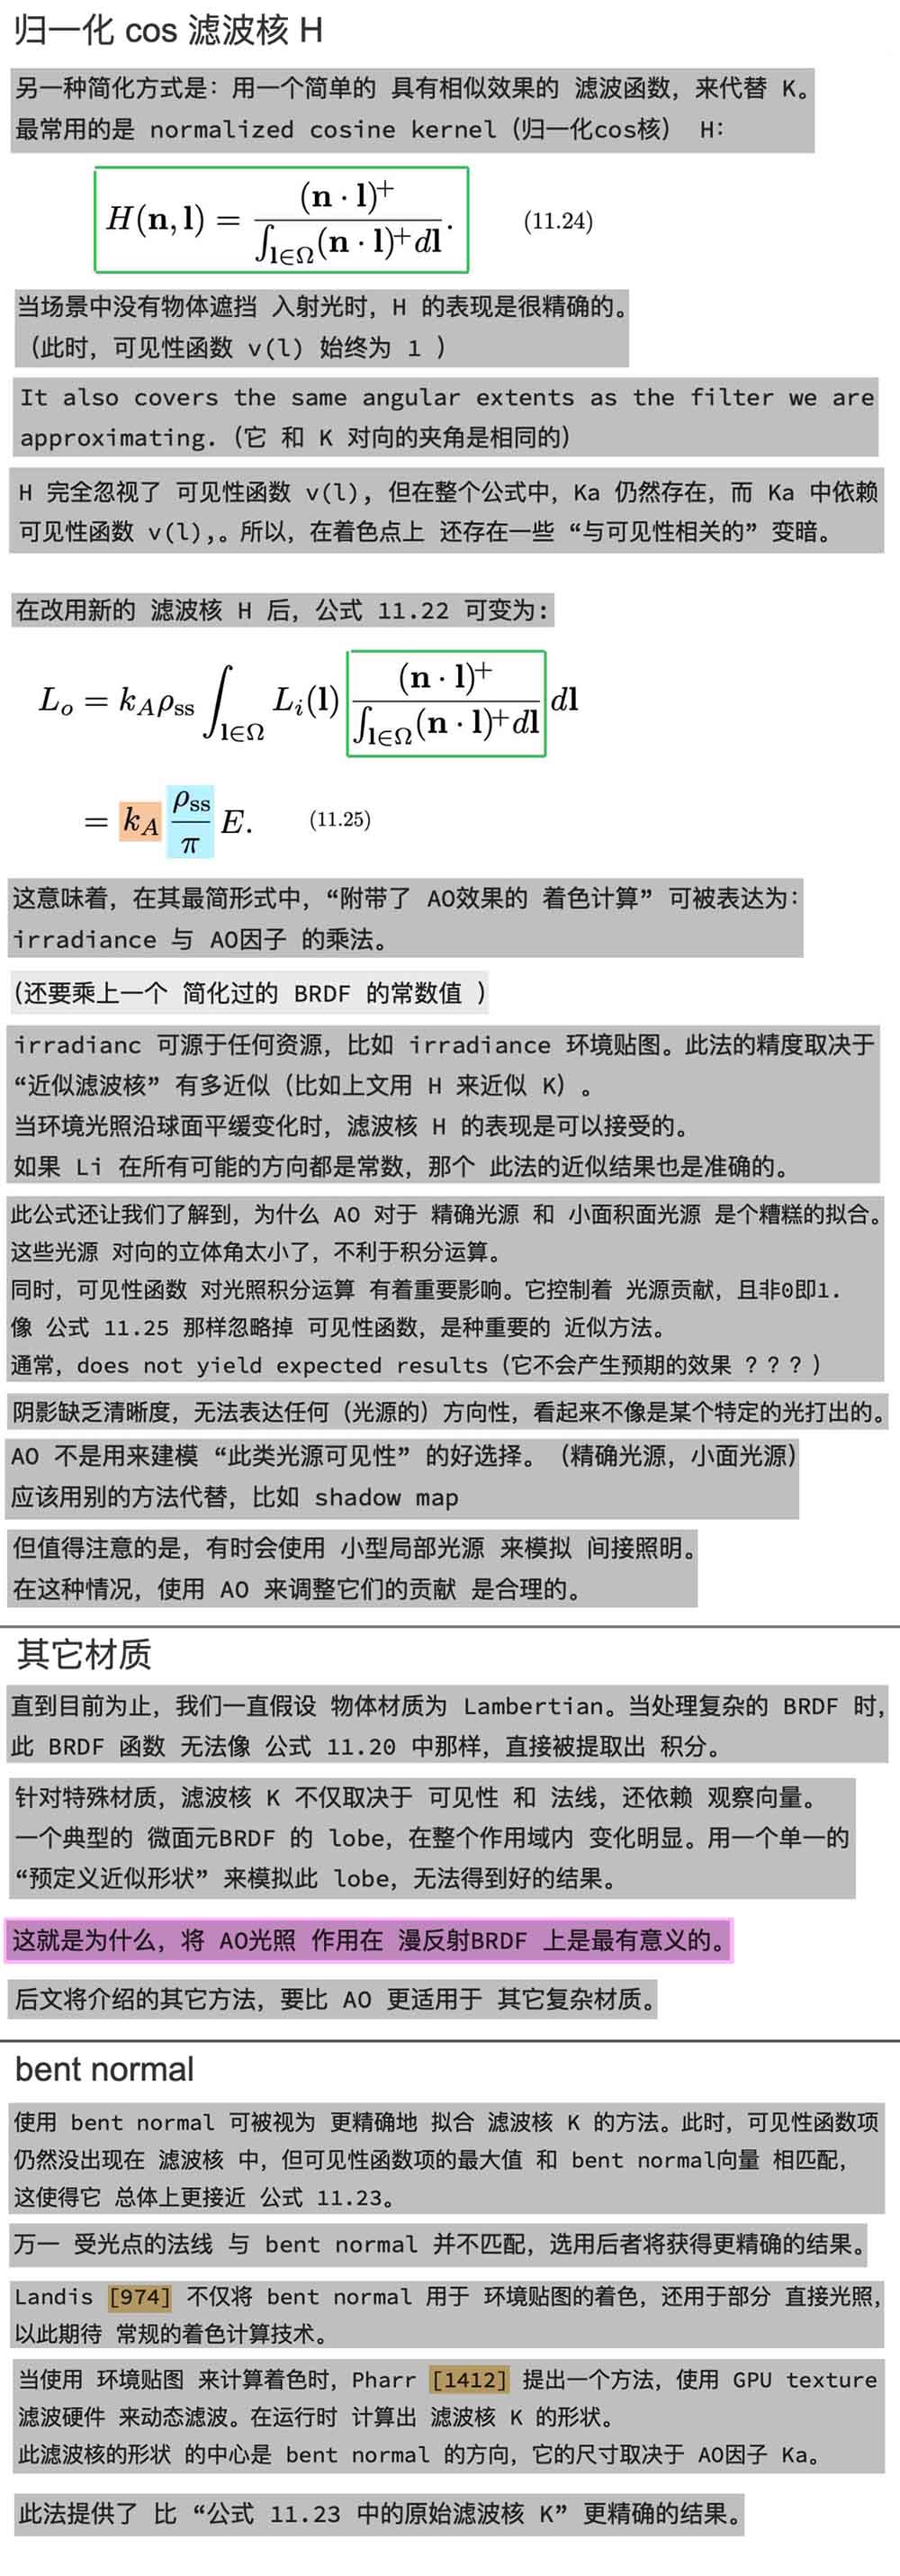 归一化 cos 滤波核 H
另一种简化方式是：用一个简单的 具有相似效果的 滤波函数，来代替 K。
最常用的是 normalized cosine kernel（归一化cos核） H：
H(n, l) = (n · l)⁺ / ∫_{l∈Ω}(n · l)⁺dl. (11.24)
当场景中没有物体遮挡 入射光时，H 的表现是很精确的。
（此时，可见性函数 v(l) 始终为 1 ）
It also covers the same angular extents as the filter we are
approximating.（它 和 K 对向的夹角是相同的）
H 完全忽视了 可见性函数 v(l)，但在整个公式中，Ka 仍然存在，而 Ka 中依赖
可见性函数 v(l),。所以，在着色点上 还存在一些 “与可见性相关的” 变暗。
在改用新的 滤波核 H 后，公式 11.22 可变为：
L_o = k_A ρ_ss ∫_{l∈Ω} L_i(l) (n · l)⁺ / ∫_{l∈Ω}(n · l)⁺dl dl
= k_A ρ_ss/π E. (11.25)
这意味着，在其最简形式中，“附带了 AO效果的 着色计算” 可被表达为：
irradiance 与 AO因子 的乘法。
（还要乘上一个 简化过的 BRDF 的常数值 ）
irradianc 可源于任何资源，比如 irradiance 环境贴图。此法的精度取决于
“近似滤波核” 有多近似（比如上文用 H 来近似 K）。
当环境光照沿球面平缓变化时，滤波核 H 的表现是可以接受的。
如果 Li 在所有可能的方向都是常数，那个 此法的近似结果也是准确的。
此公式还让我们了解到，为什么 AO 对于 精确光源 和 小面积面光源 是个糟糕的拟合。
这些光源 对向的立体角太小了，不利于积分运算。
同时，可见性函数 对光照积分运算 有着重要影响。它控制着 光源贡献，且非0即1.
像 公式 11.25 那样忽略掉 可见性函数，是种重要的 近似方法。
通常，does not yield expected results（它不会产生预期的效果 ？？？）
阴影缺乏清晰度，无法表达任何（光源的）方向性，看起来不像是某个特定的光打出的。
AO 不是用来建模 “此类光源可见性” 的好选择。（精确光源，小面光源）
应该用别的方法代替，比如 shadow map
但值得注意的是，有时会使用 小型局部光源 来模拟 间接照明。
在这种情况，使用 AO 来调整它们的贡献 是合理的。
其它材质
直到目前为止，我们一直假设 物体材质为 Lambertian。当处理复杂的 BRDF 时，
此 BRDF 函数 无法像 公式 11.20 中那样，直接被提取出 积分。
针对特殊材质，滤波核 K 不仅取决于 可见性 和 法线，还依赖 观察向量。
一个典型的 微面元BRDF 的 lobe，在整个作用域内 变化明显。用一个单一的
“预定义近似形状” 来模拟此 lobe，无法得到好的结果。
这就是为什么，将 AO光照 作用在 漫反射BRDF 上是最有意义的。
后文将介绍的其它方法，要比 AO 更适用于 其它复杂材质。
bent normal
使用 bent normal 可被视为 更精确地 拟合 滤波核 K 的方法。此时，可见性函数项
仍然没出现在 滤波核 中，但可见性函数项的最大值 和 bent normal向量 相匹配，
这使得它 总体上更接近 公式 11.23。
万一 受光点的法线 与 bent normal 并不匹配，选用后者将获得更精确的结果。
Landis [974] 不仅将 bent normal 用于 环境贴图的着色，还用于部分 直接光照，
以此期待 常规的着色计算技术。
当使用 环境贴图 来计算着色时，Pharr [1412] 提出一个方法，使用 GPU texture
滤波硬件 来动态滤波。在运行时 计算出 滤波核 K 的形状。
此滤波核的形状 的中心是 bent normal 的方向，它的尺寸取决于 AO因子 Ka。
此法提供了 比 “公式 11.23 中的原始滤波核 K” 更精确的结果。